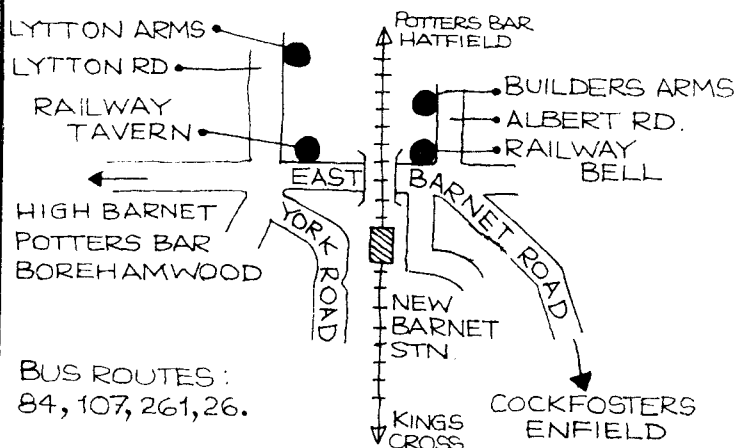 LYTTON ARMS
LYTTON RD
RAILWAY
TAVERN
POTTERS BAR
HATFIELD
BUILDERS ARMS
ALBERT RD.
RAILWAY
BELL
EAST BARNET ROAD
HIGH BARNET
POTTERS BAR
BOREHAMWOOD
YORK ROAD
NEW
BARNET
STN.
BUS ROUTES:
84, 107, 261, 26.
KINGS
CROSS
COCKFOSTERS
ENFIELD